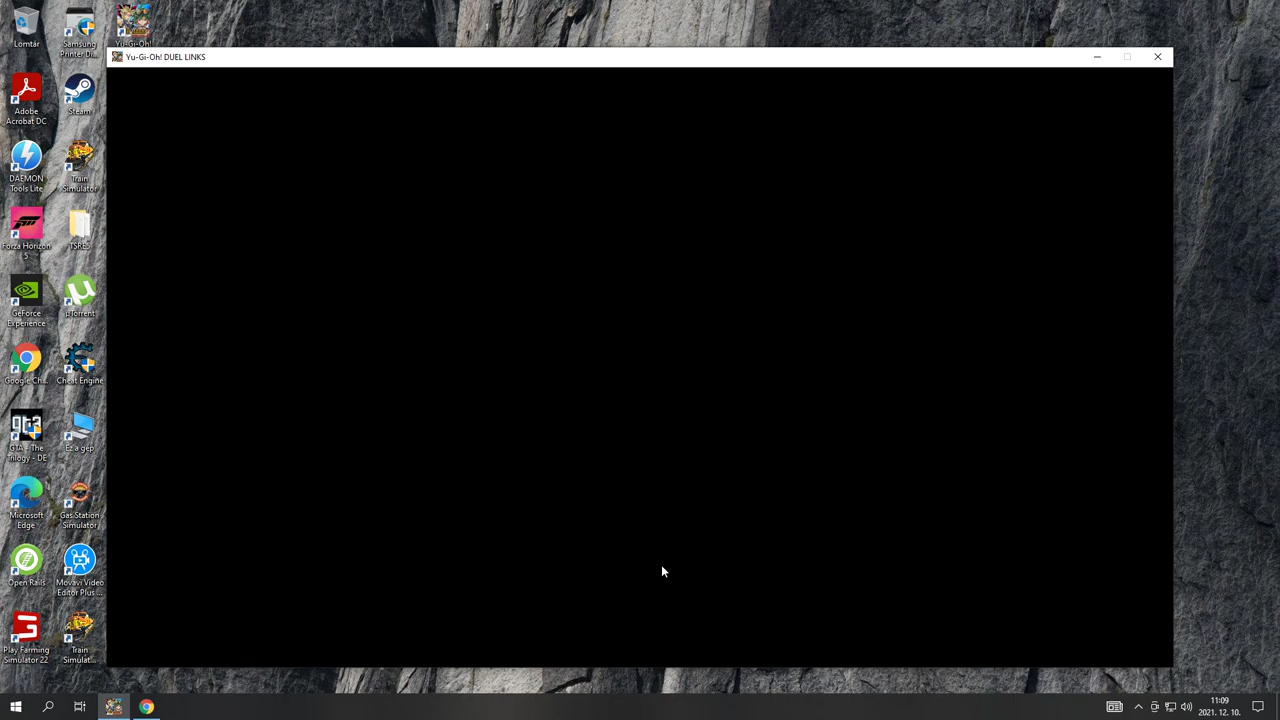 Yu-Gi-Oh! DUEL LINKS
Lomtár
Samsung
Printer Di...
Yu-Gi-Oh!
Adobe
Acrobat DC
Steam
DAEMON
Tools Lite
Train
Simulator
Forza Horizon
5
TSRE5
GeForce
Experience
µTorrent
Google Ch...
Cheat Engine
GTA - The
Trilogy - DE
Ez a gép
Microsoft
Edge
Gas Station
Simulator
Open Rails
Movavi Video
Editor Plus ...
Play Farming
Simulator 22
Train
Simulat...
11:09
2021. 12. 10.